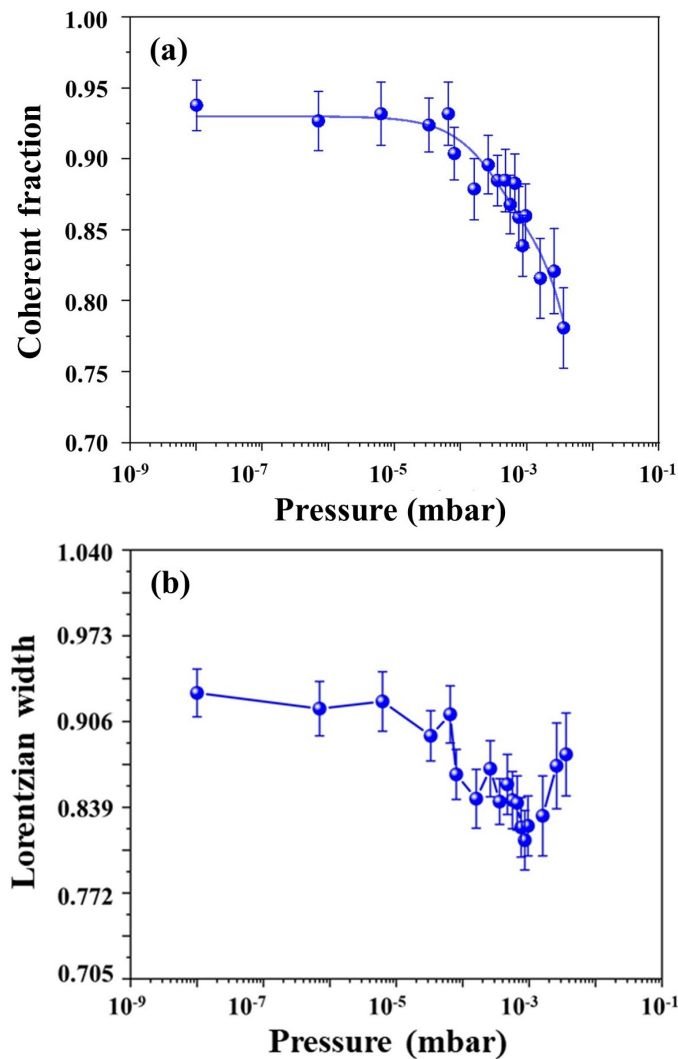 (a)
Coherent fraction
1.00
0.95
0.90
0.85
0.80
0.75
0.70
10⁻⁹ 10⁻⁷ 10⁻⁵ 10⁻³ 10⁻¹
Pressure (mbar)
(b)
Lorentzian width
1.040
0.973
0.906
0.839
0.772
0.705
10⁻⁹ 10⁻⁷ 10⁻⁵ 10⁻³ 10⁻¹
Pressure (mbar)